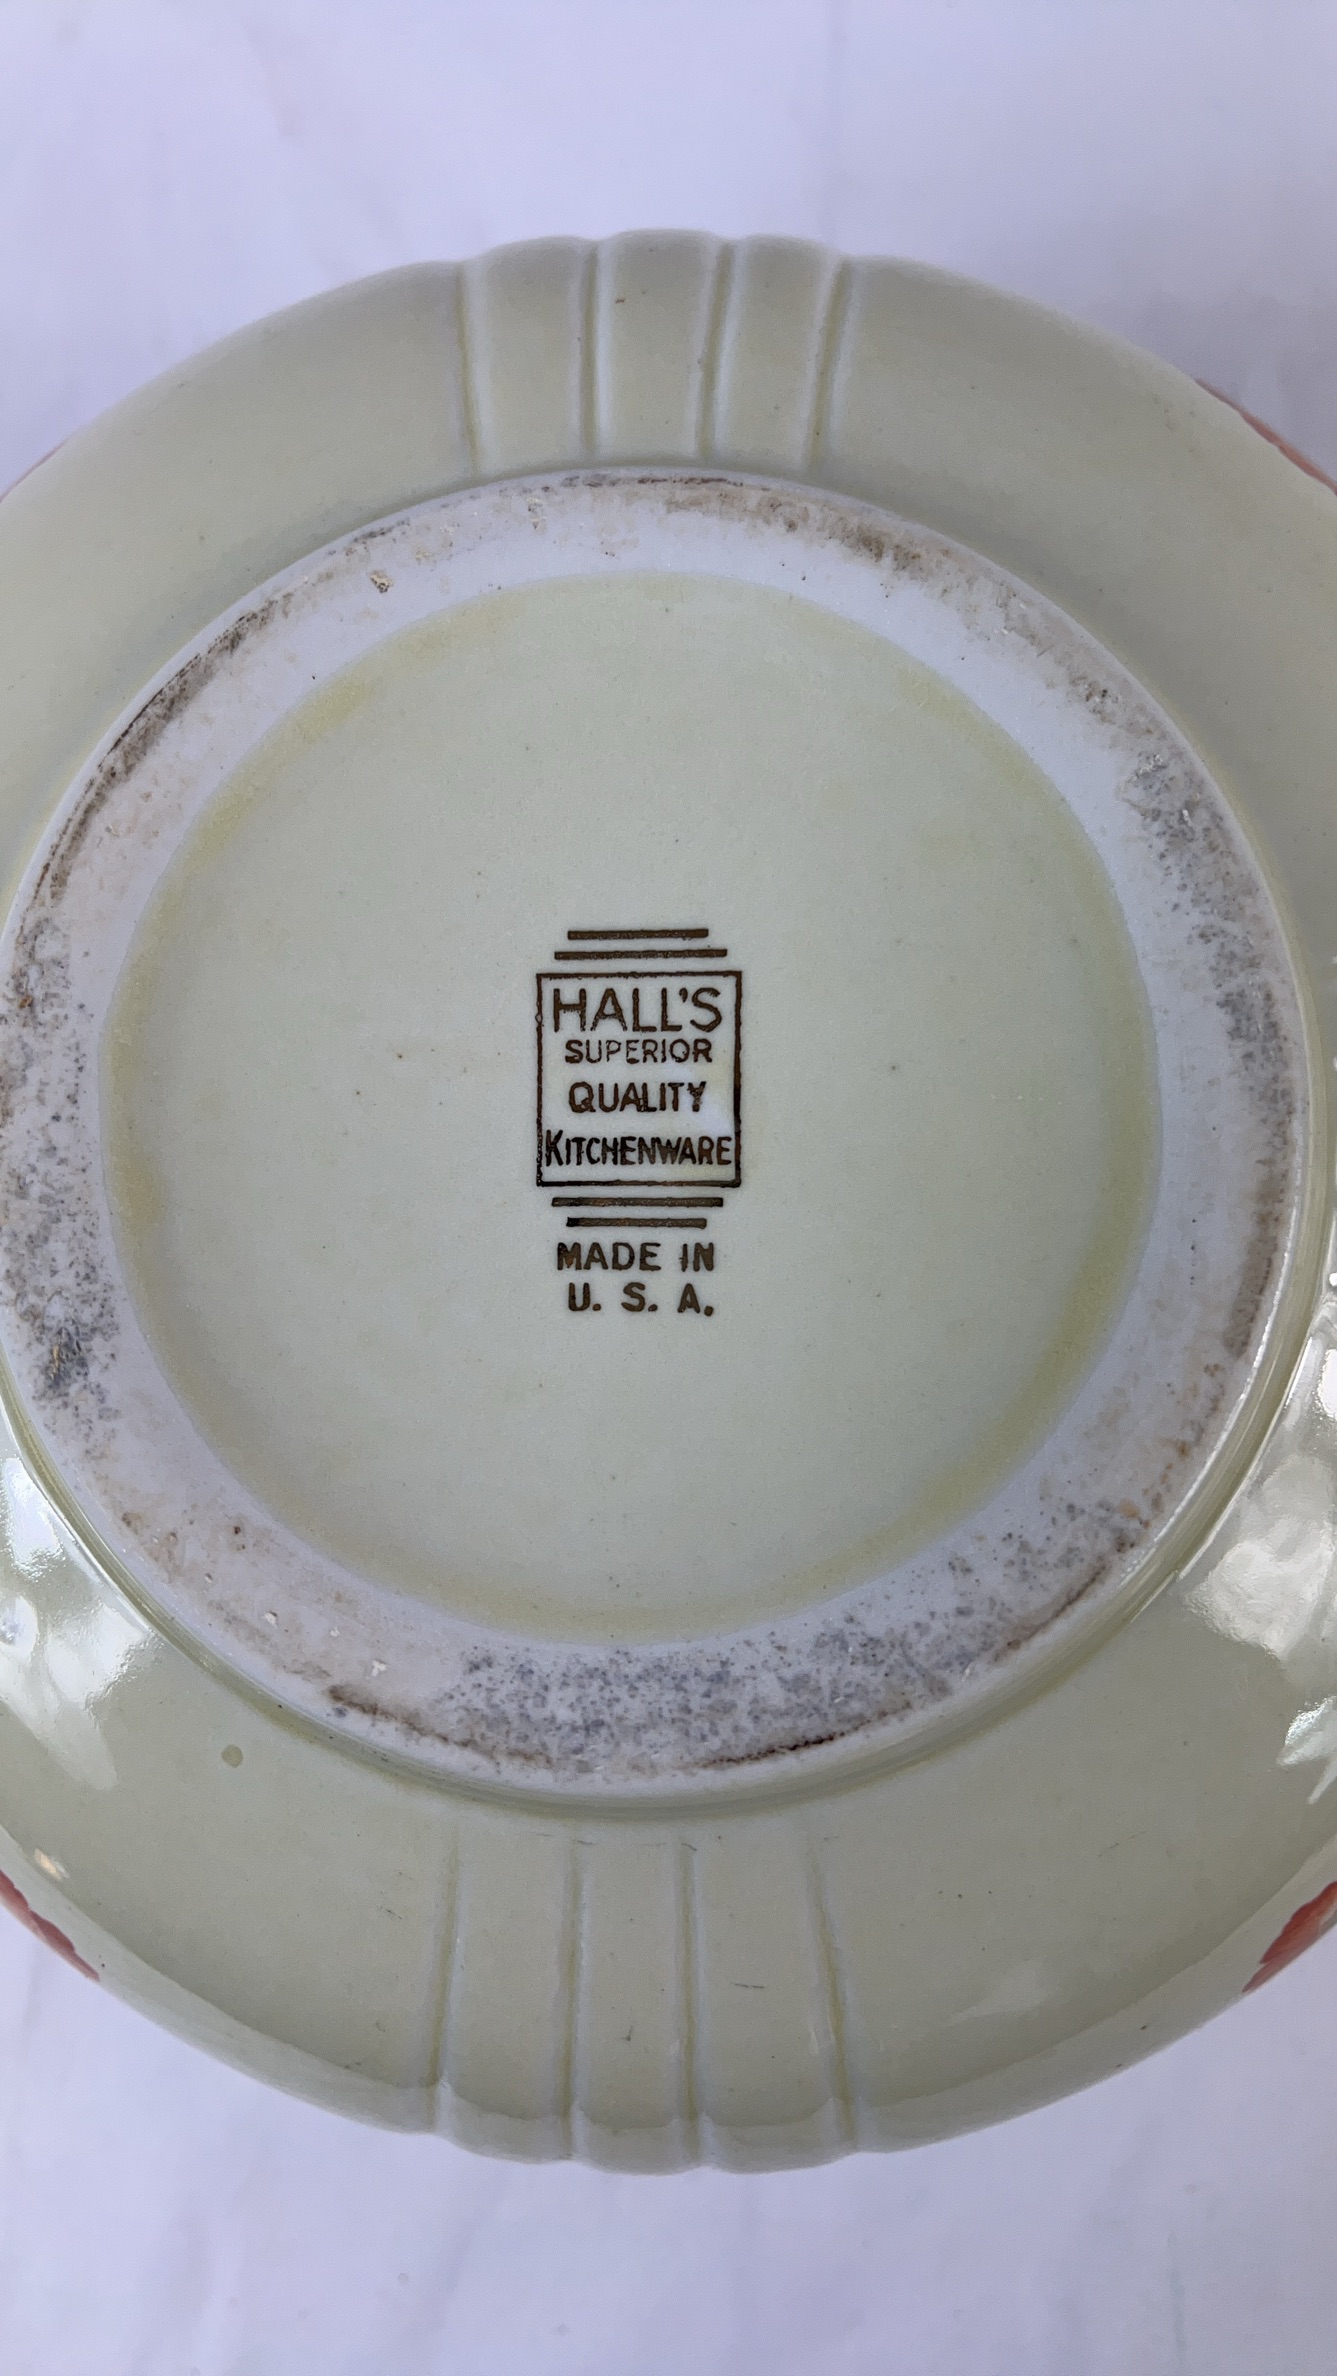 HALL'S
SUPERIOR
QUALITY
KITCHENWARE
MADE IN
U. S. A.